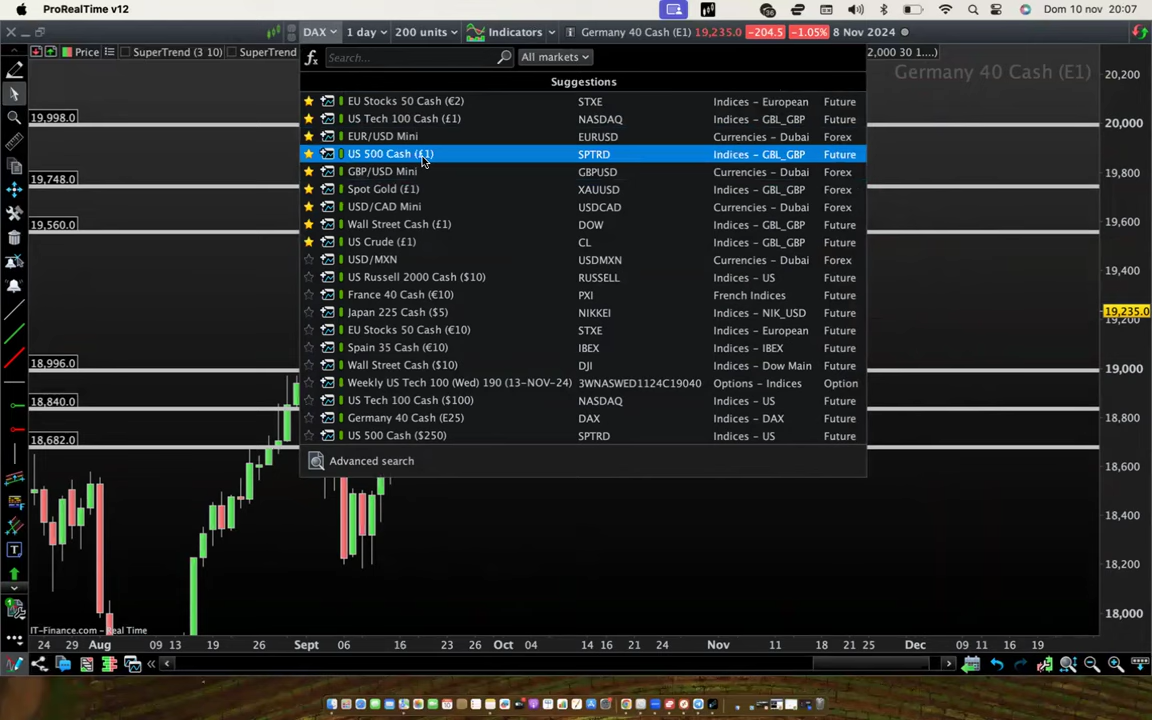 ProRealTime v12
Dom 10 nov 20:07
DAX 1 day 200 units Indicators Germany 40 Cash (E1) 19,235.0 -204.5 -1.05% 8 Nov 2024
Price SuperTrend (3 10) SuperTrend 2,000 30 1....)
Search... All markets
Germany 40 Cash (E1)
Suggestions
EU Stocks 50 Cash (€2) STXE Indices - European Future
US Tech 100 Cash (£1) NASDAQ Indices - GBL_GBP Future
EUR/USD Mini EURUSD Currencies - Dubai Forex
US 500 Cash (£1) SPTRD Indices - GBL_GBP Future
GBP/USD Mini GBPUSD Currencies - Dubai Forex
Spot Gold (£1) XAUUSD Indices - GBL_GBP Future
USD/CAD Mini USDCAD Currencies - Dubai Forex
Wall Street Cash (£1) DOW Indices - GBL_GBP Future
US Crude (£1) CL Indices - GBL_GBP Future
USD/MXN USDMXN Currencies - Dubai Forex
US Russell 2000 Cash ($10) RUSSELL Indices - US Future
France 40 Cash (€10) PXI French Indices Future
Japan 225 Cash ($5) NIKKEI Indices - NIK_USD Future
EU Stocks 50 Cash (€10) STXE Indices - European Future
Spain 35 Cash (€10) IBEX Indices - IBEX Future
Wall Street Cash ($10) DJI Indices - Dow Main Future
Weekly US Tech 100 (Wed) 190 (13-NOV-24) 3WNASWED1124C19040 Options - Indices Option
US Tech 100 Cash ($100) NASDAQ Indices - US Future
Germany 40 Cash (E25) DAX Indices - DAX Future
US 500 Cash ($250) SPTRD Indices - US Future
Advanced search
19,998.0
19,748.0
19,560.0
18,996.0
18,840.0
18,682.0
20,200
20,000
19,800
19,600
19,400
19,235.0
19,200
19,000
18,800
18,600
18,400
18,200
18,000
IT-Finance.com - Real Time
24 29 Aug 09 13 19 26 Sept 06 16 23 26 Oct 04 14 16 21 24 Nov 11 18 21 25 Dec 09 11 16 19